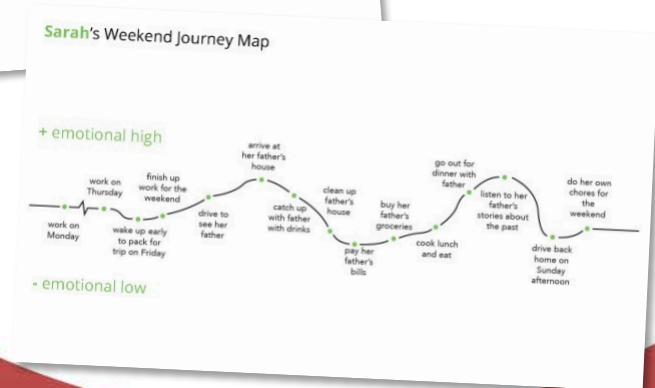 Sarah's Weekend Journey Map
+ emotional high
work on
Monday
work on
Thursday
wake up early
to pack for
trip on Friday
finish up
work for the
weekend
drive to
see her
father
arrive at
her father's
house
catch up
with father
with drinks
clean up
father's
house
pay her
father's
bills
buy her
father's
groceries
cook lunch
and eat
go out for
dinner with
father
listen to her
father's
stories about
the past
drive back
home on
Sunday
afternoon
do her own
chores for
the
weekend
- emotional low